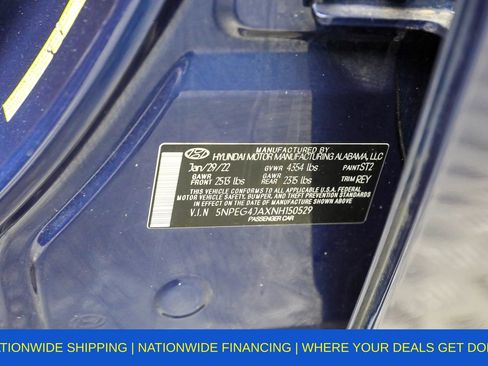 MANUFACTURED BY
HYUNDAI MOTOR MANUFACTURING ALABAMA, LLC
Jan/29/22 GVWR 4354 lbs PAINT ST2
GAWR FRONT 2513 lbs GAWR REAR 2315 lbs TRIM REY
THIS VEHICLE CONFORMS TO ALL APPLICABLE U.S. FEDERAL
MOTOR VEHICLE SAFETY, BUMPER, AND THEFT PREVENTION
STANDARDS IN EFFECT ON THE DATE OF MANUFACTURE SHOWN ABOVE.
V.I.N 5NPEG4JAXNH150529
PASSENGER CAR
NATIONWIDE SHIPPING | NATIONWIDE FINANCING | WHERE YOUR DEALS GET DON